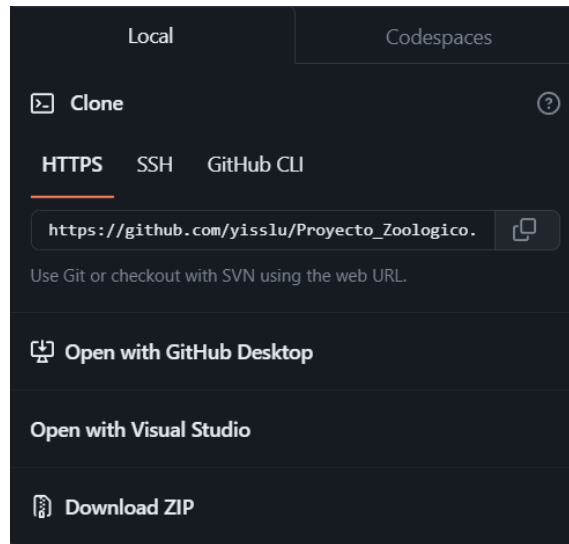 Local
Codespaces
Clone
HTTPS
SSH
GitHub CLI
https://github.com/yisslu/Proyecto_Zoologico.
Use Git or checkout with SVN using the web URL.
Open with GitHub Desktop
Open with Visual Studio
Download ZIP